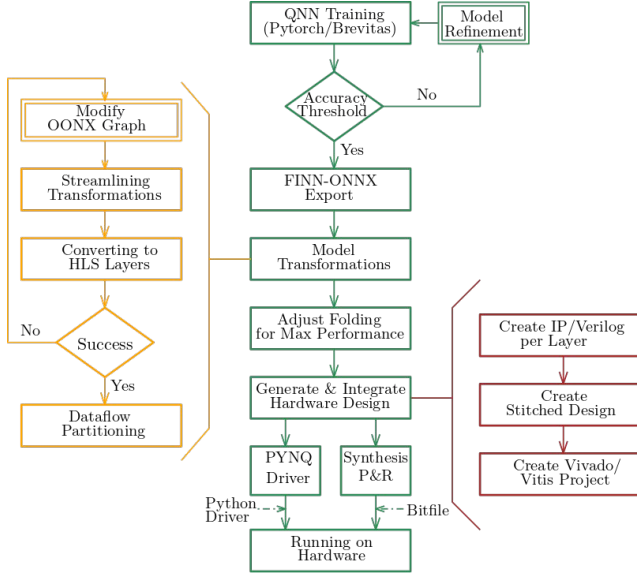 QNN Training
(Pytorch/Brevitas)
Model
Refinement
Accuracy
Threshold
No
Yes
FINN-ONNX
Export
Model
Transformations
Adjust Folding
for Max Performance
Generate & Integrate
Hardware Design
PYNQ
Driver
Synthesis
P&R
Python
Driver
Bitfile
Running on
Hardware
Modify
OONX Graph
Streamlining
Transformations
Converting to
HLS Layers
No
Success
Yes
Dataflow
Partitioning
Create IP/Verilog
per Layer
Create
Stitched Design
Create Vivado/
Vitis Project